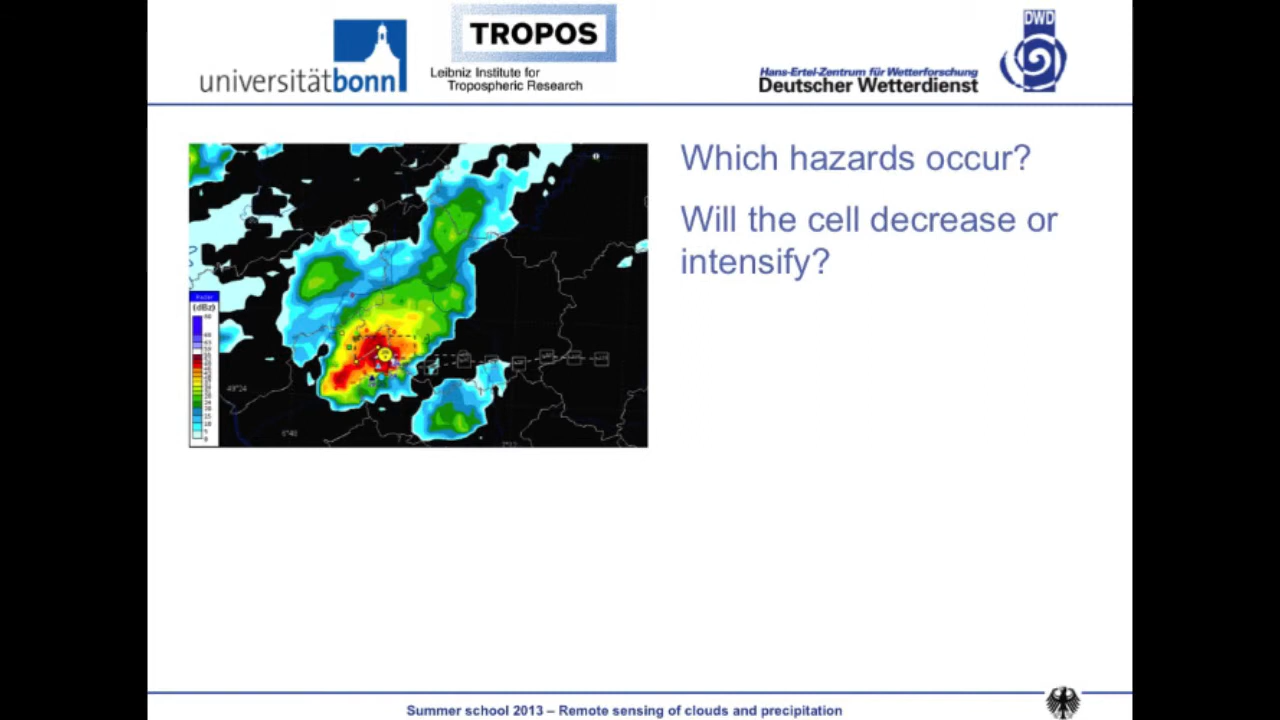 universitätbonn
TROPOS
Leibniz Institute for
Tropospheric Research
Hans-Ertel-Zentrum für Wetterforschung
Deutscher Wetterdienst
DWD
Which hazards occur?
Will the cell decrease or
intensify?
(dBz)
Summer school 2013 – Remote sensing of clouds and precipitation